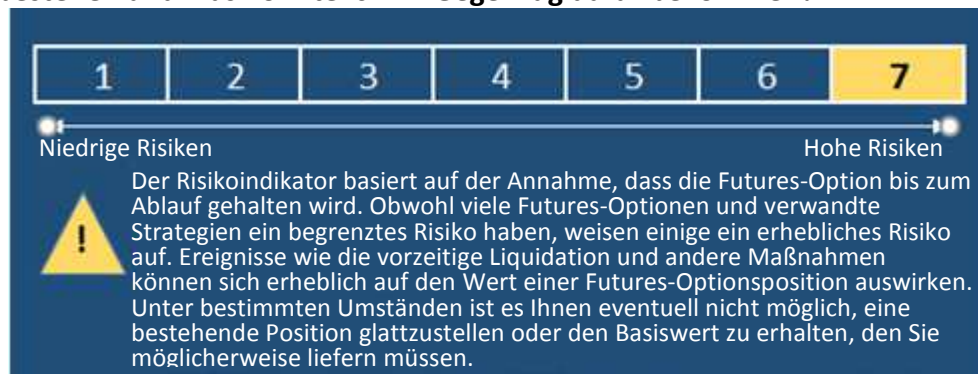 1 2 3 4 5 6 7
Niedrige Risiken Hohe Risiken
Der Risikoindikator basiert auf der Annahme, dass die Futures-Option bis zum
Ablauf gehalten wird. Obwohl viele Futures-Optionen und verwandte
! Strategien ein begrenztes Risiko haben, weisen einige ein erhebliches Risiko
auf. Ereignisse wie die vorzeitige Liquidation und andere Maßnahmen
können sich erheblich auf den Wert einer Futures-Optionsposition auswirken.
Unter bestimmten Umständen ist es Ihnen eventuell nicht möglich, eine
bestehende Position glattzustellen oder den Basiswert zu erhalten, den Sie
möglicherweise liefern müssen.